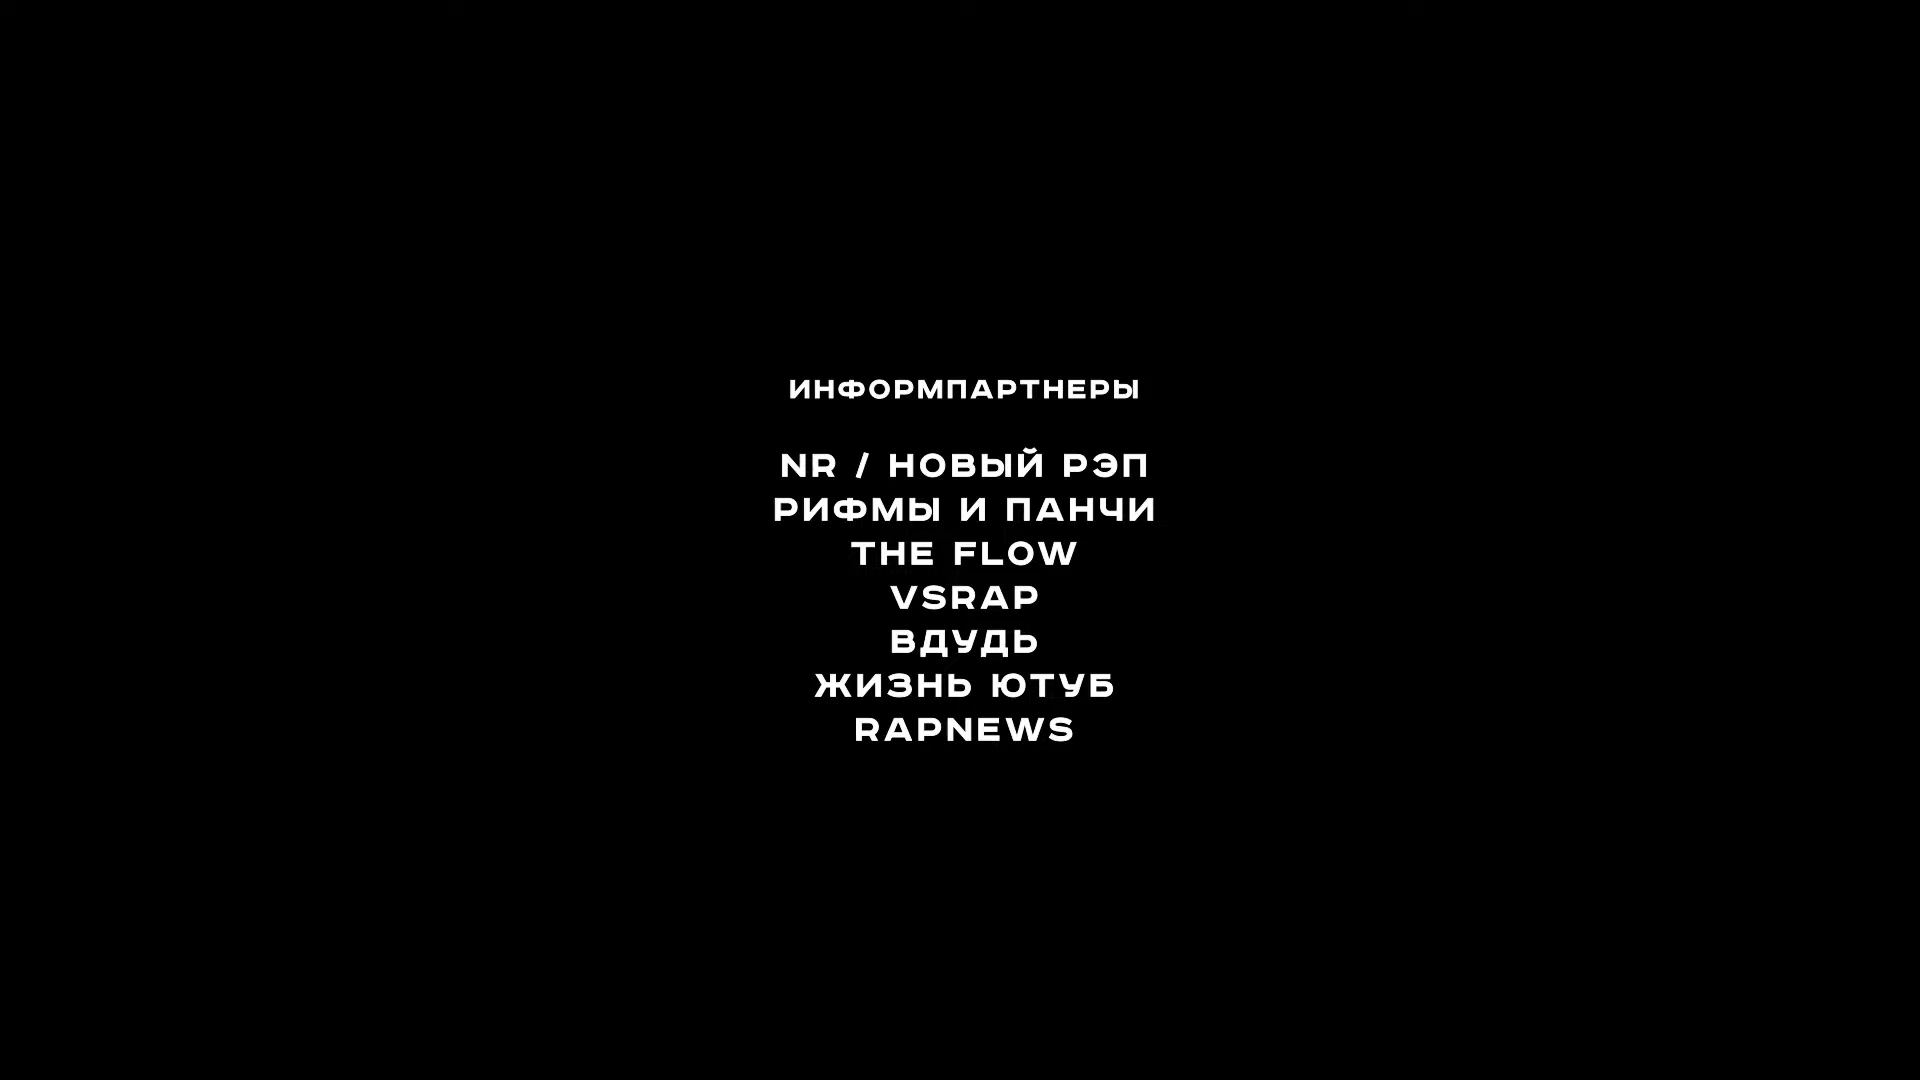 ИНФОРМПАРТНЕРЫ
NR / НОВЫЙ РЭП
РИФМЫ И ПАНЧИ
THE FLOW
VSRAP
ВДУДЬ
ЖИЗНЬ ЮТУБ
RAPNEWS